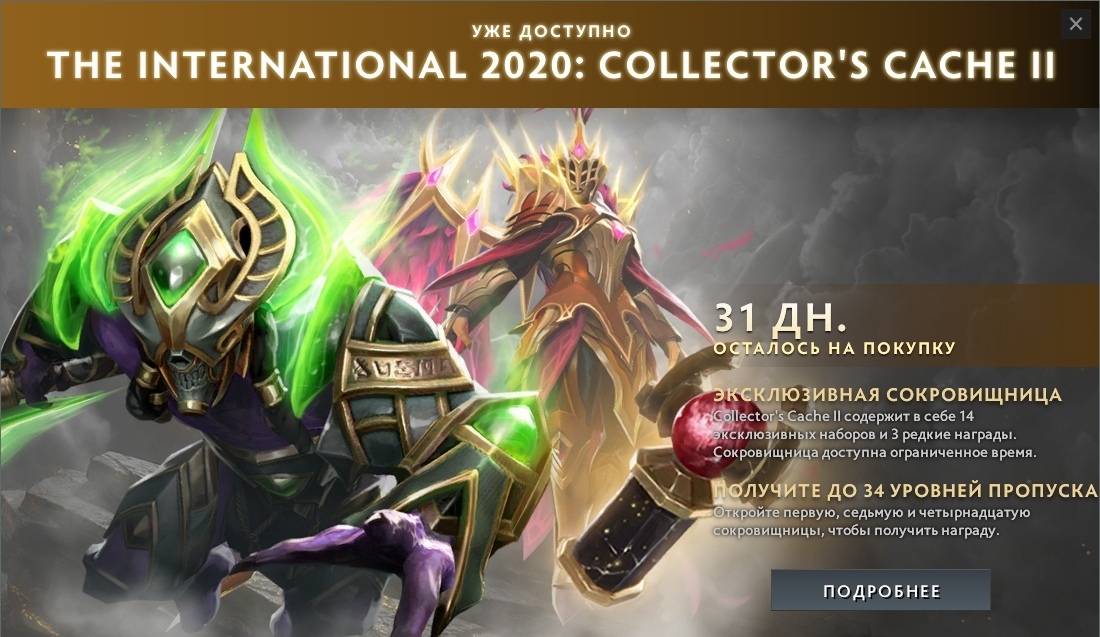 УЖЕ ДОСТУПНО
THE INTERNATIONAL 2020: COLLECTOR'S CACHE II
31 ДН.
ОСТАЛОСЬ НА ПОКУПКУ
ЭКСКЛЮЗИВНАЯ СОКРОВИЩНИЦА
Collector's Cache II содержит в себе 14
эксклюзивных наборов и 3 редкие награды.
Сокровищница доступна ограниченное время.
ПОЛУЧИТЕ ДО 34 УРОВНЕЙ ПРОПУСКА
Откройте первую, седьмую и четырнадцатую
сокровищницы, чтобы получить награду.
ПОДРОБНЕЕ